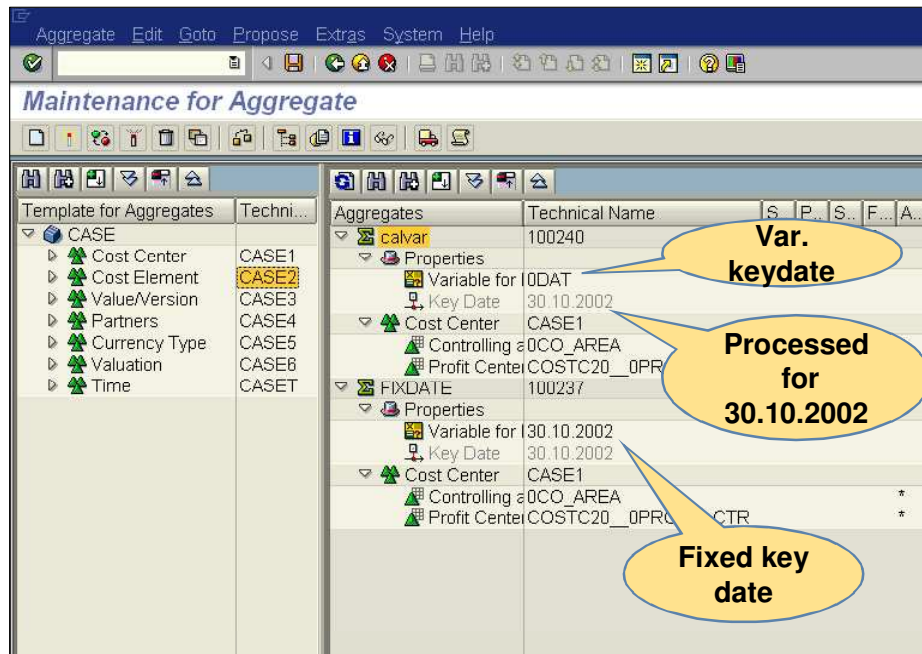 Aggregate Edit Goto Propose Extras System Help
Maintenance for Aggregate
Template for Aggregates Techni...
CASE
Cost Center CASE1
Cost Element CASE2
Value/Version CASE3
Partners CASE4
Currency Type CASE5
Valuation CASE6
Time CASET
Aggregates Technical Name S P.. S.. F... A..
calvar 100240
Properties
Variable for 0DAT
Key Date 30.10.2002
Cost Center CASE1
Controlling a 0CO_AREA
Profit Center COSTC20__0PR
FIXDATE 100237
Properties
Variable for 30.10.2002
Key Date 30.10.2002
Cost Center CASE1
Controlling a 0CO_AREA *
Profit Center COSTC20__0PRO CTR *
Var.
keydate
Processed
for
30.10.2002
Fixed key
date